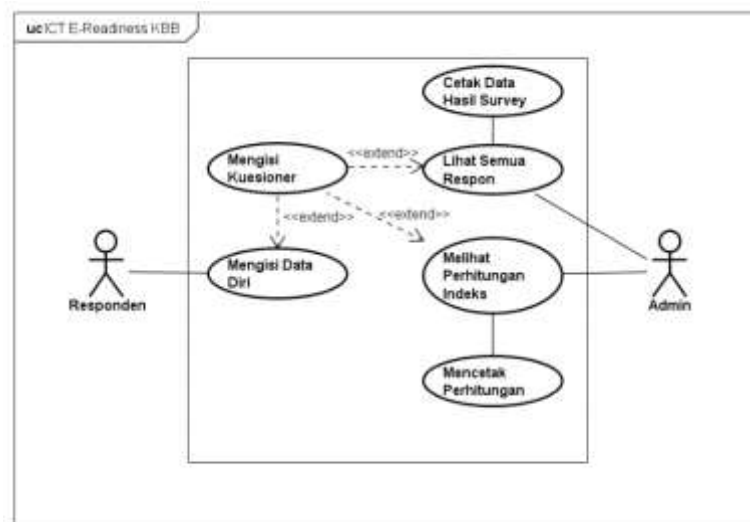 uc ICT E-Readiness KBB
Cetak Data
Hasil Survey
<<extend>>
Mengisi
Kuesioner
Lihat Semua
Respon
<<extend>>
<<extend>>
Mengisi Data
Diri
Melihat
Perhitungan
Indeks
Responden
Admin
Mencetak
Perhitungan